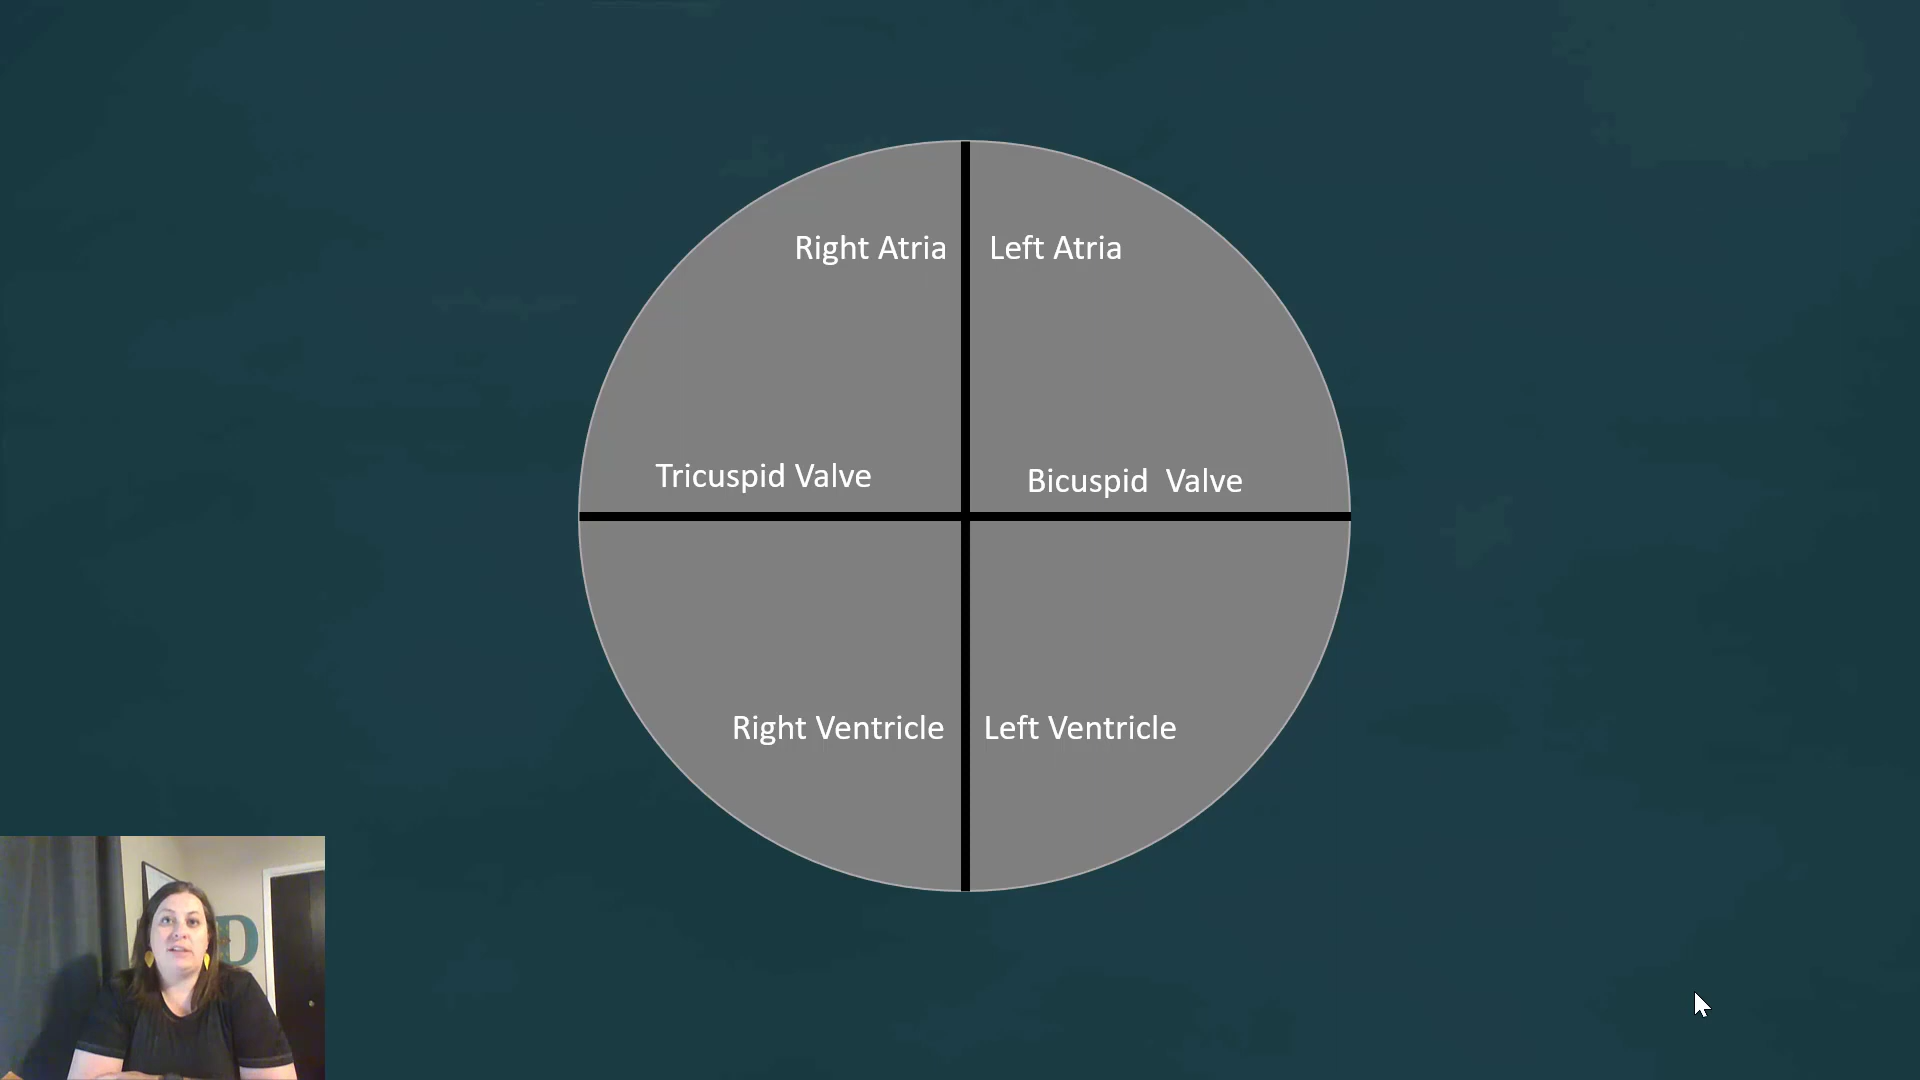 Right Atria
Left Atria
Tricuspid Valve
Bicuspid  Valve
Right Ventricle
Left Ventricle
D